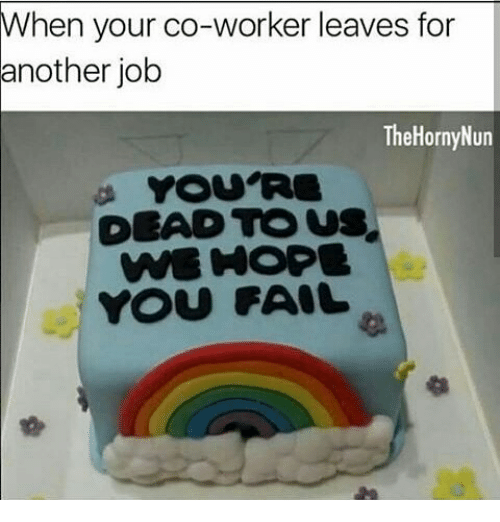 When your co-worker leaves for
another job
TheHornyNun
YOU'RE
DEAD TO US,
WE HOPE
YOU FAIL